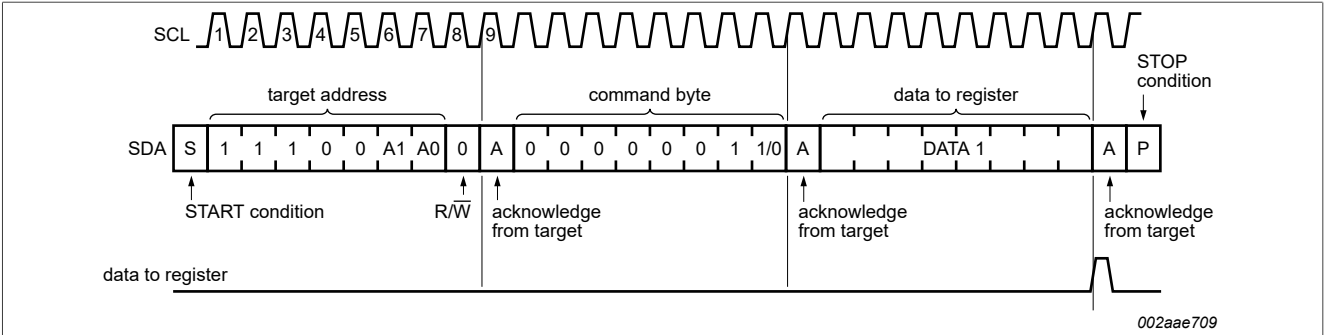 SCL 1 2 3 4 5 6 7 8 9
STOP
condition
target address command byte data to register
SDA S 1 1 1 0 0 A1 A0 0 A 0 0 0 0 0 0 1 1/0 A DATA 1 A P
START condition R/W̅ acknowledge acknowledge acknowledge
from target from target from target
data to register
002aae709